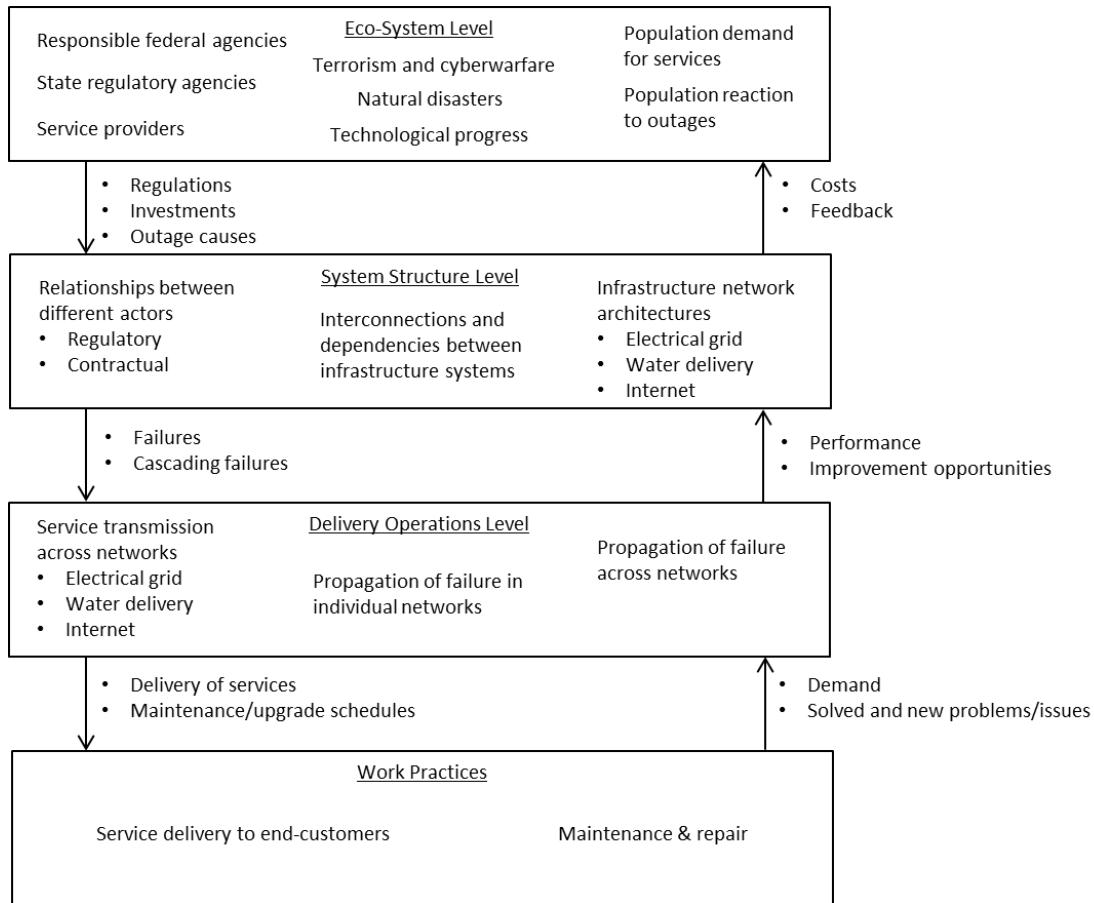 Eco-System Level
Responsible federal agencies
State regulatory agencies
Service providers
Terrorism and cyberwarfare
Natural disasters
Technological progress
Population demand
for services
Population reaction
to outages
• Regulations
• Investments
• Outage causes
• Costs
• Feedback
System Structure Level
Relationships between
different actors
• Regulatory
• Contractual
Interconnections and
dependencies between
infrastructure systems
Infrastructure network
architectures
• Electrical grid
• Water delivery
• Internet
• Failures
• Cascading failures
• Performance
• Improvement opportunities
Delivery Operations Level
Service transmission
across networks
• Electrical grid
• Water delivery
• Internet
Propagation of failure in
individual networks
Propagation of failure
across networks
• Delivery of services
• Maintenance/upgrade schedules
• Demand
• Solved and new problems/issues
Work Practices
Service delivery to end-customers
Maintenance & repair